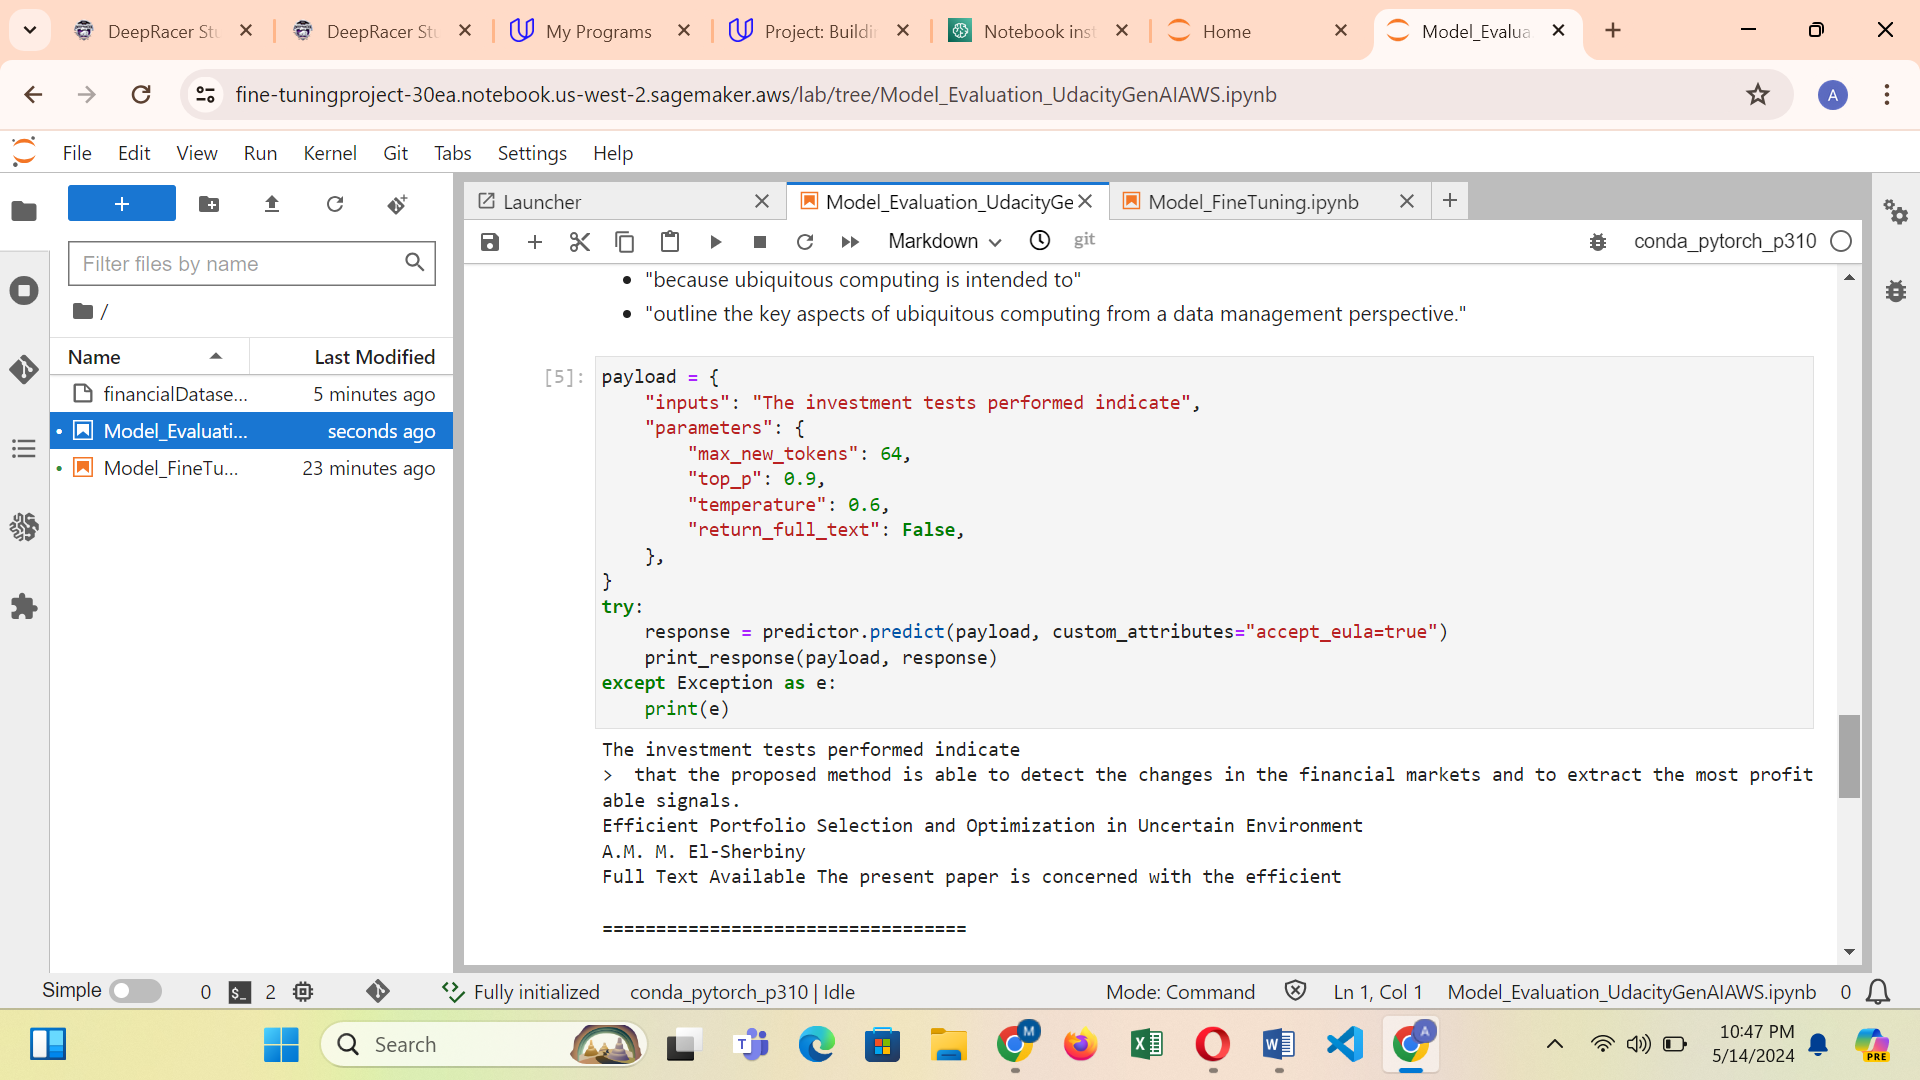 DeepRacer Stu
DeepRacer Stu
My Programs
Project: Buildin
Notebook inst
Home
Model_Evalua
fine-tuningproject-30ea.notebook.us-west-2.sagemaker.aws/lab/tree/Model_Evaluation_UdacityGenAIAWS.ipynb
A
File Edit View Run Kernel Git Tabs Settings Help
Launcher
Model_Evaluation_UdacityGe
Model_FineTuning.ipynb
Markdown
git
conda_pytorch_p310
Filter files by name
/
Name Last Modified
financialDatase... 5 minutes ago
Model_Evaluati... seconds ago
Model_FineTu... 23 minutes ago
• "because ubiquitous computing is intended to"
• "outline the key aspects of ubiquitous computing from a data management perspective."
[5]: payload = {
"inputs": "The investment tests performed indicate",
"parameters": {
"max_new_tokens": 64,
"top_p": 0.9,
"temperature": 0.6,
"return_full_text": False,
},
}
try:
response = predictor.predict(payload, custom_attributes="accept_eula=true")
print_response(payload, response)
except Exception as e:
print(e)
The investment tests performed indicate
>  that the proposed method is able to detect the changes in the financial markets and to extract the most profit
able signals.
Efficient Portfolio Selection and Optimization in Uncertain Environment
A.M. M. El-Sherbiny
Full Text Available The present paper is concerned with the efficient
==================================
Simple 0 $_ 2 Fully initialized conda_pytorch_p310 | Idle Mode: Command Ln 1, Col 1 Model_Evaluation_UdacityGenAIAWS.ipynb 0
Search
M
A
10:47 PM
5/14/2024
PRE